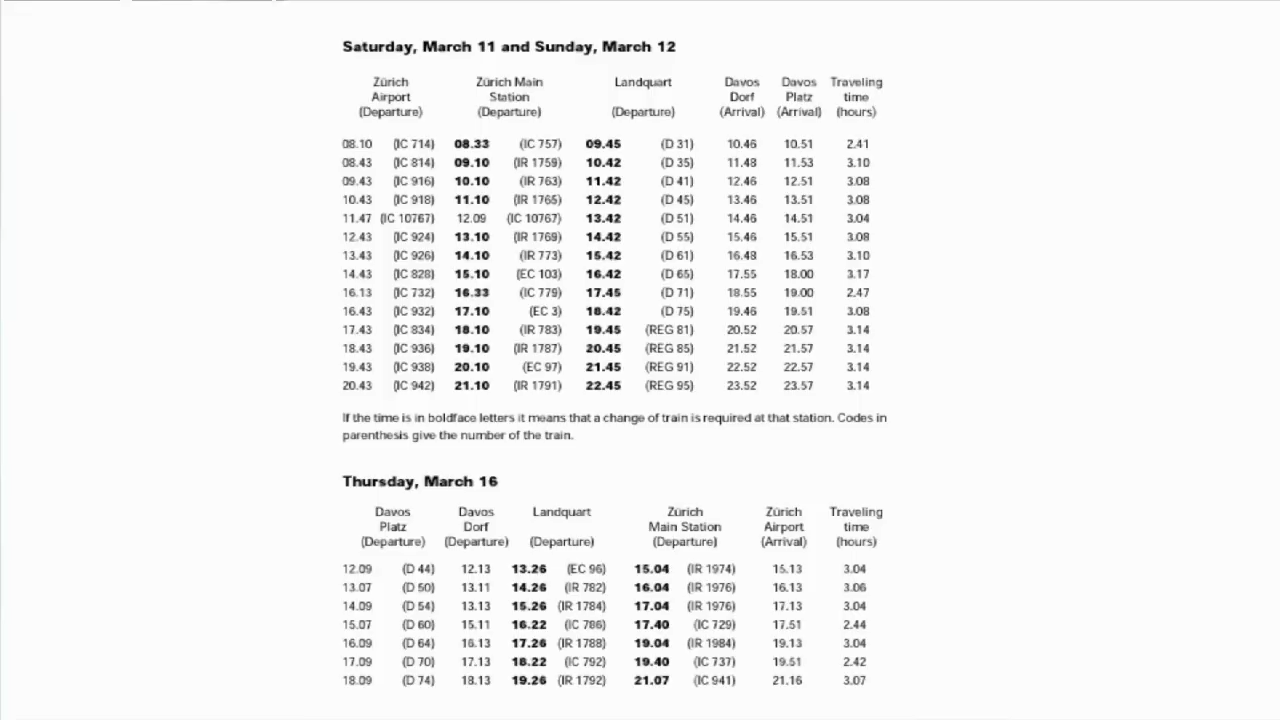 Saturday, March 11 and Sunday, March 12
Zürich Zürich Main Landquart Davos Davos Traveling
Airport Station Dorf Platz time
(Departure) (Departure) (Departure) (Arrival) (Arrival) (hours)
08.10 (IC 714) 08.33 (IC 757) 09.45 (D 31) 10.46 10.51 2.41
08.43 (IC 814) 09.10 (IR 1759) 10.42 (D 35) 11.48 11.53 3.10
09.43 (IC 916) 10.10 (IR 763) 11.42 (D 41) 12.46 12.51 3.08
10.43 (IC 918) 11.10 (IR 1765) 12.42 (D 45) 13.46 13.51 3.08
11.47 (IC 10767) 12.09 (IC 10767) 13.42 (D 51) 14.46 14.51 3.04
12.43 (IC 924) 13.10 (IR 1769) 14.42 (D 55) 15.46 15.51 3.08
13.43 (IC 926) 14.10 (IR 773) 15.42 (D 61) 16.48 16.53 3.10
14.43 (IC 828) 15.10 (EC 103) 16.42 (D 65) 17.55 18.00 3.17
16.13 (IC 732) 16.33 (IC 779) 17.45 (D 71) 18.55 19.00 2.47
16.43 (IC 932) 17.10 (EC 3) 18.42 (D 75) 19.46 19.51 3.08
17.43 (IC 834) 18.10 (IR 783) 19.45 (REG 81) 20.52 20.57 3.14
18.43 (IC 936) 19.10 (IR 1787) 20.45 (REG 85) 21.52 21.57 3.14
19.43 (IC 938) 20.10 (EC 97) 21.45 (REG 91) 22.52 22.57 3.14
20.43 (IC 942) 21.10 (IR 1791) 22.45 (REG 95) 23.52 23.57 3.14
If the time is in boldface letters it means that a change of train is required at that station. Codes in
parenthesis give the number of the train.
Thursday, March 16
Davos Davos Landquart Zürich Zürich Traveling
Platz Dorf Main Station Airport time
(Departure) (Departure) (Departure) (Departure) (Arrival) (hours)
12.09 (D 44) 12.13 13.26 (EC 96) 15.04 (IR 1974) 15.13 3.04
13.07 (D 50) 13.11 14.26 (IR 782) 16.04 (IR 1976) 16.13 3.06
14.09 (D 54) 13.13 15.26 (IR 1784) 17.04 (IR 1976) 17.13 3.04
15.07 (D 60) 15.11 16.22 (IC 786) 17.40 (IC 729) 17.51 2.44
16.09 (D 64) 16.13 17.26 (IR 1788) 19.04 (IR 1984) 19.13 3.04
17.09 (D 70) 17.13 18.22 (IC 792) 19.40 (IC 737) 19.51 2.42
18.09 (D 74) 18.13 19.26 (IR 1792) 21.07 (IC 941) 21.16 3.07